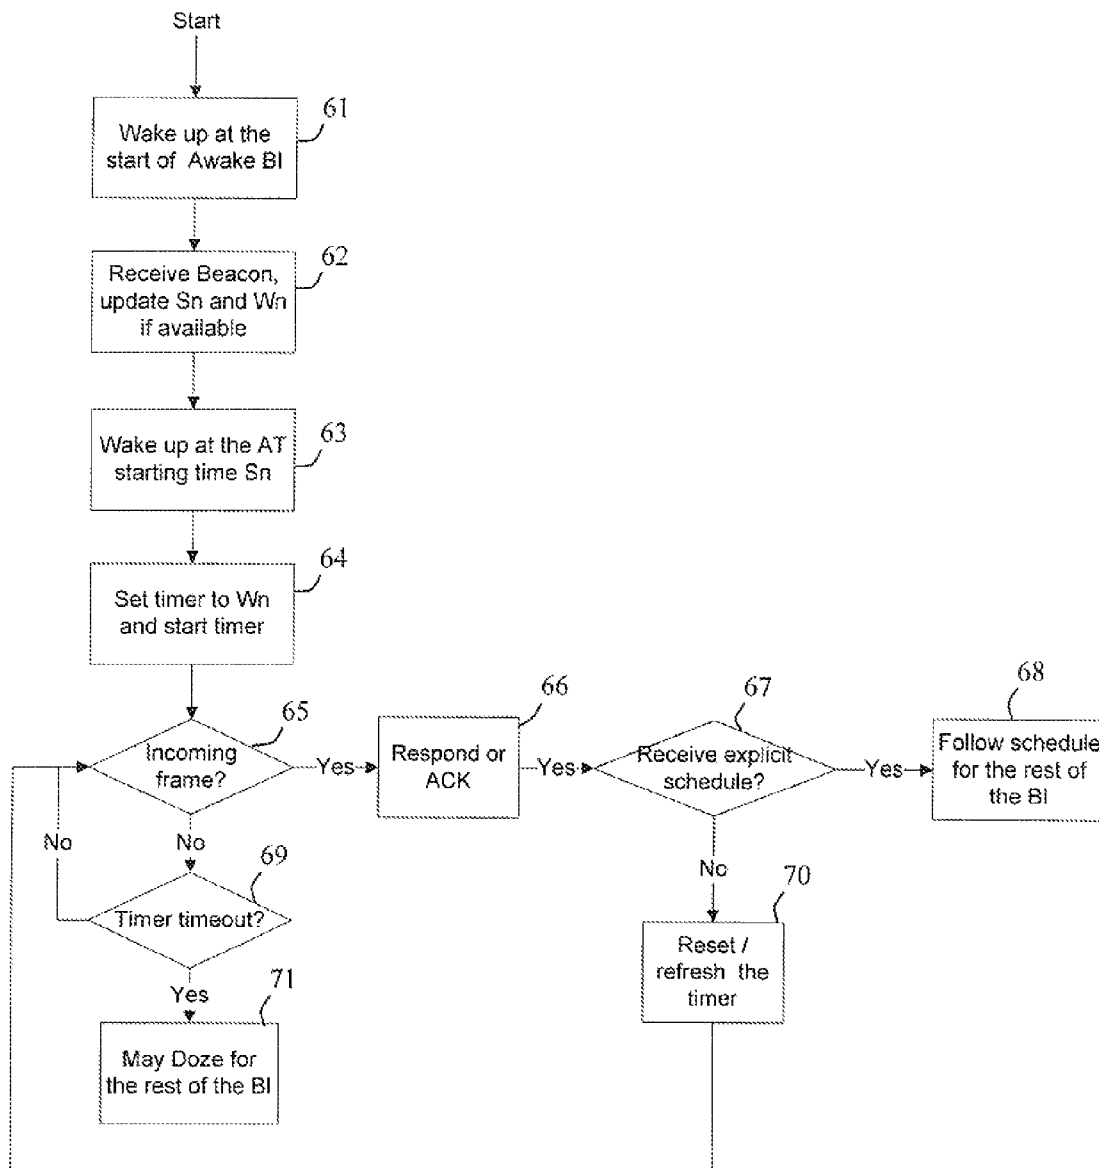 Start
61
Wake up at the
start of Awake BI
62
Receive Beacon,
update Sn and Wn
if available
63
Wake up at the AT
starting time Sn
64
Set timer to Wn
and start timer
65
Incoming
frame?
Yes
66
Respond or
ACK
Yes
67
Receive explicit
schedule?
Yes
68
Follow schedule
for the rest of
the BI
No
No
69
Timer timeout?
No
70
Reset /
refresh the
timer
Yes
71
May Doze for
the rest of the BI